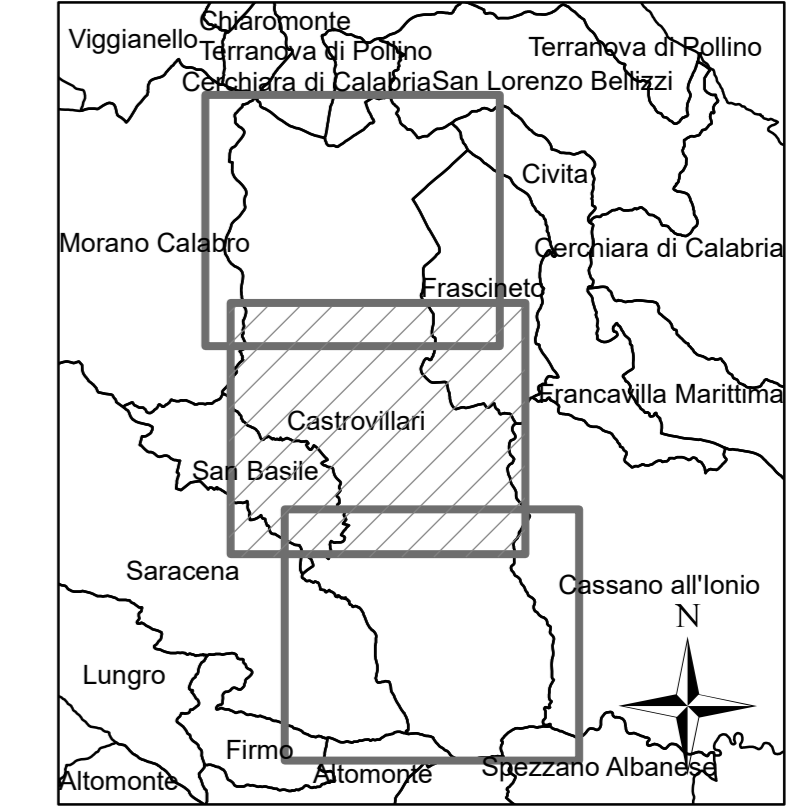 Chiaromonte
Viggianello
Terranova di Pollino
Terranova di Pollino
Cerchiara di Calabria
San Lorenzo Bellizzi
Civita
Morano Calabro
Cerchiara di Calabria
Frascineto
Francavilla Marittima
Castrovillari
San Basile
Saracena
Cassano all'Ionio
N
Lungro
Firmo
Altomonte
Altomonte
Spezzano Albanese